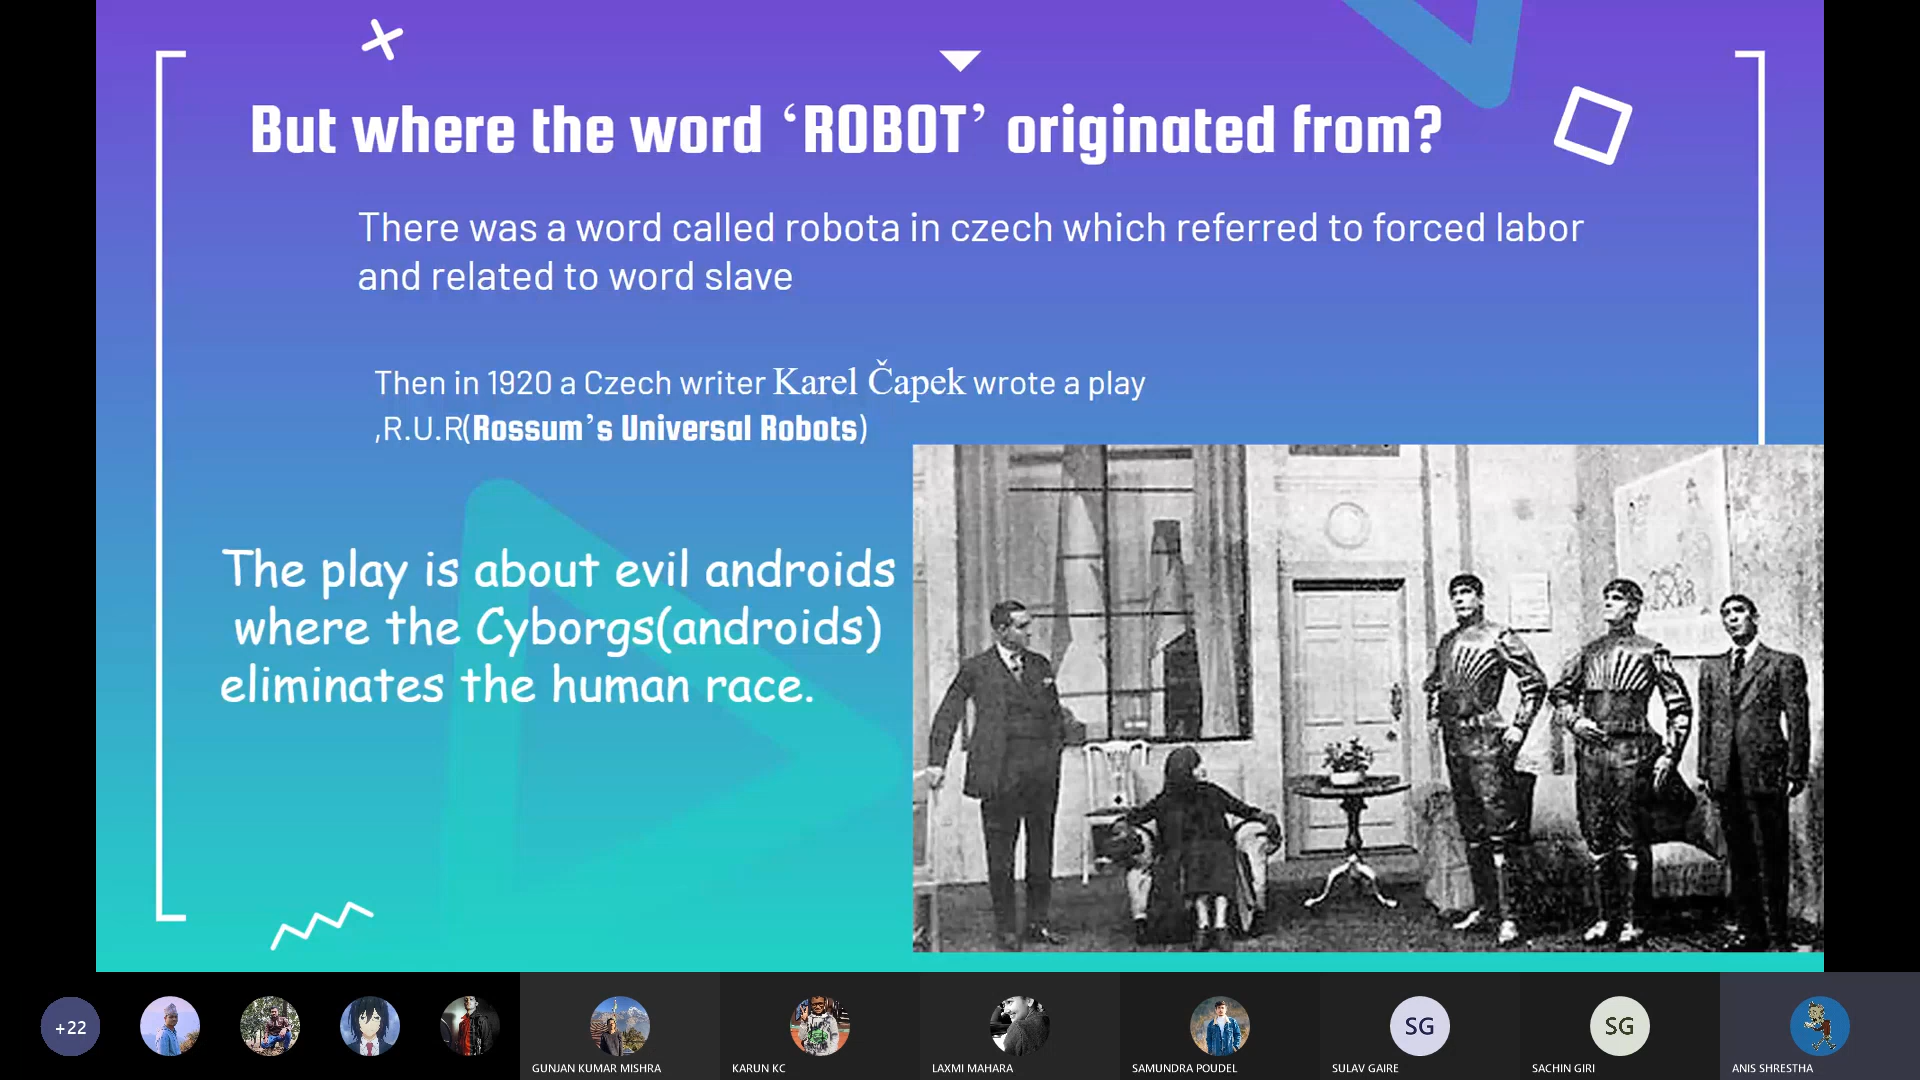 But where the word ‘ROBOT’ originated from?
There was a word called robota in czech which referred to forced labor
and related to word slave
Then in 1920 a Czech writer Karel Čapek wrote a play
,R.U.R(Rossum’s Universal Robots)
The play is about evil androids
where the Cyborgs(androids)
eliminates the human race.
+22
SG
SG
GUNJAN KUMAR MISHRA
KARUN KC
LAXMI MAHARA
SAMUNDRA POUDEL
SULAV GAIRE
SACHIN GIRI
ANIS SHRESTHA